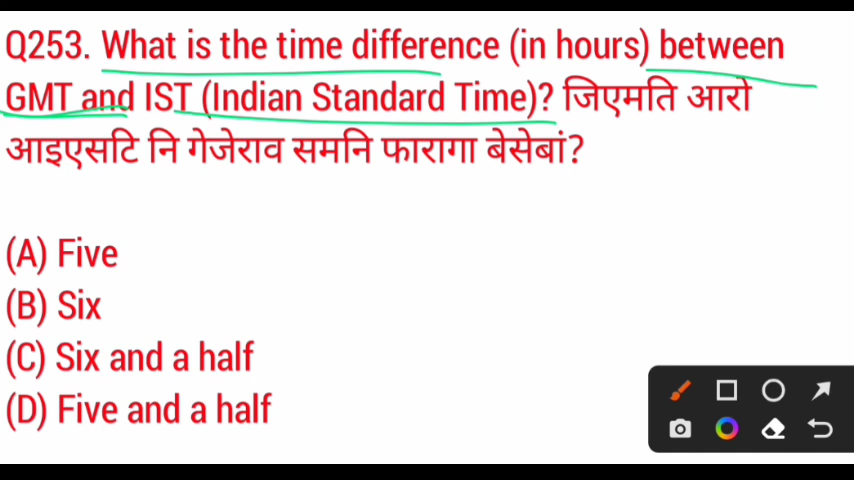 Q253. What is the time difference (in hours) between
GMT and IST (Indian Standard Time)? जिएमति आरो
आइएसटि नि गेजेराव समनि फारागा बेसेबां?
(A) Five
(B) Six
(C) Six and a half
(D) Five and a half